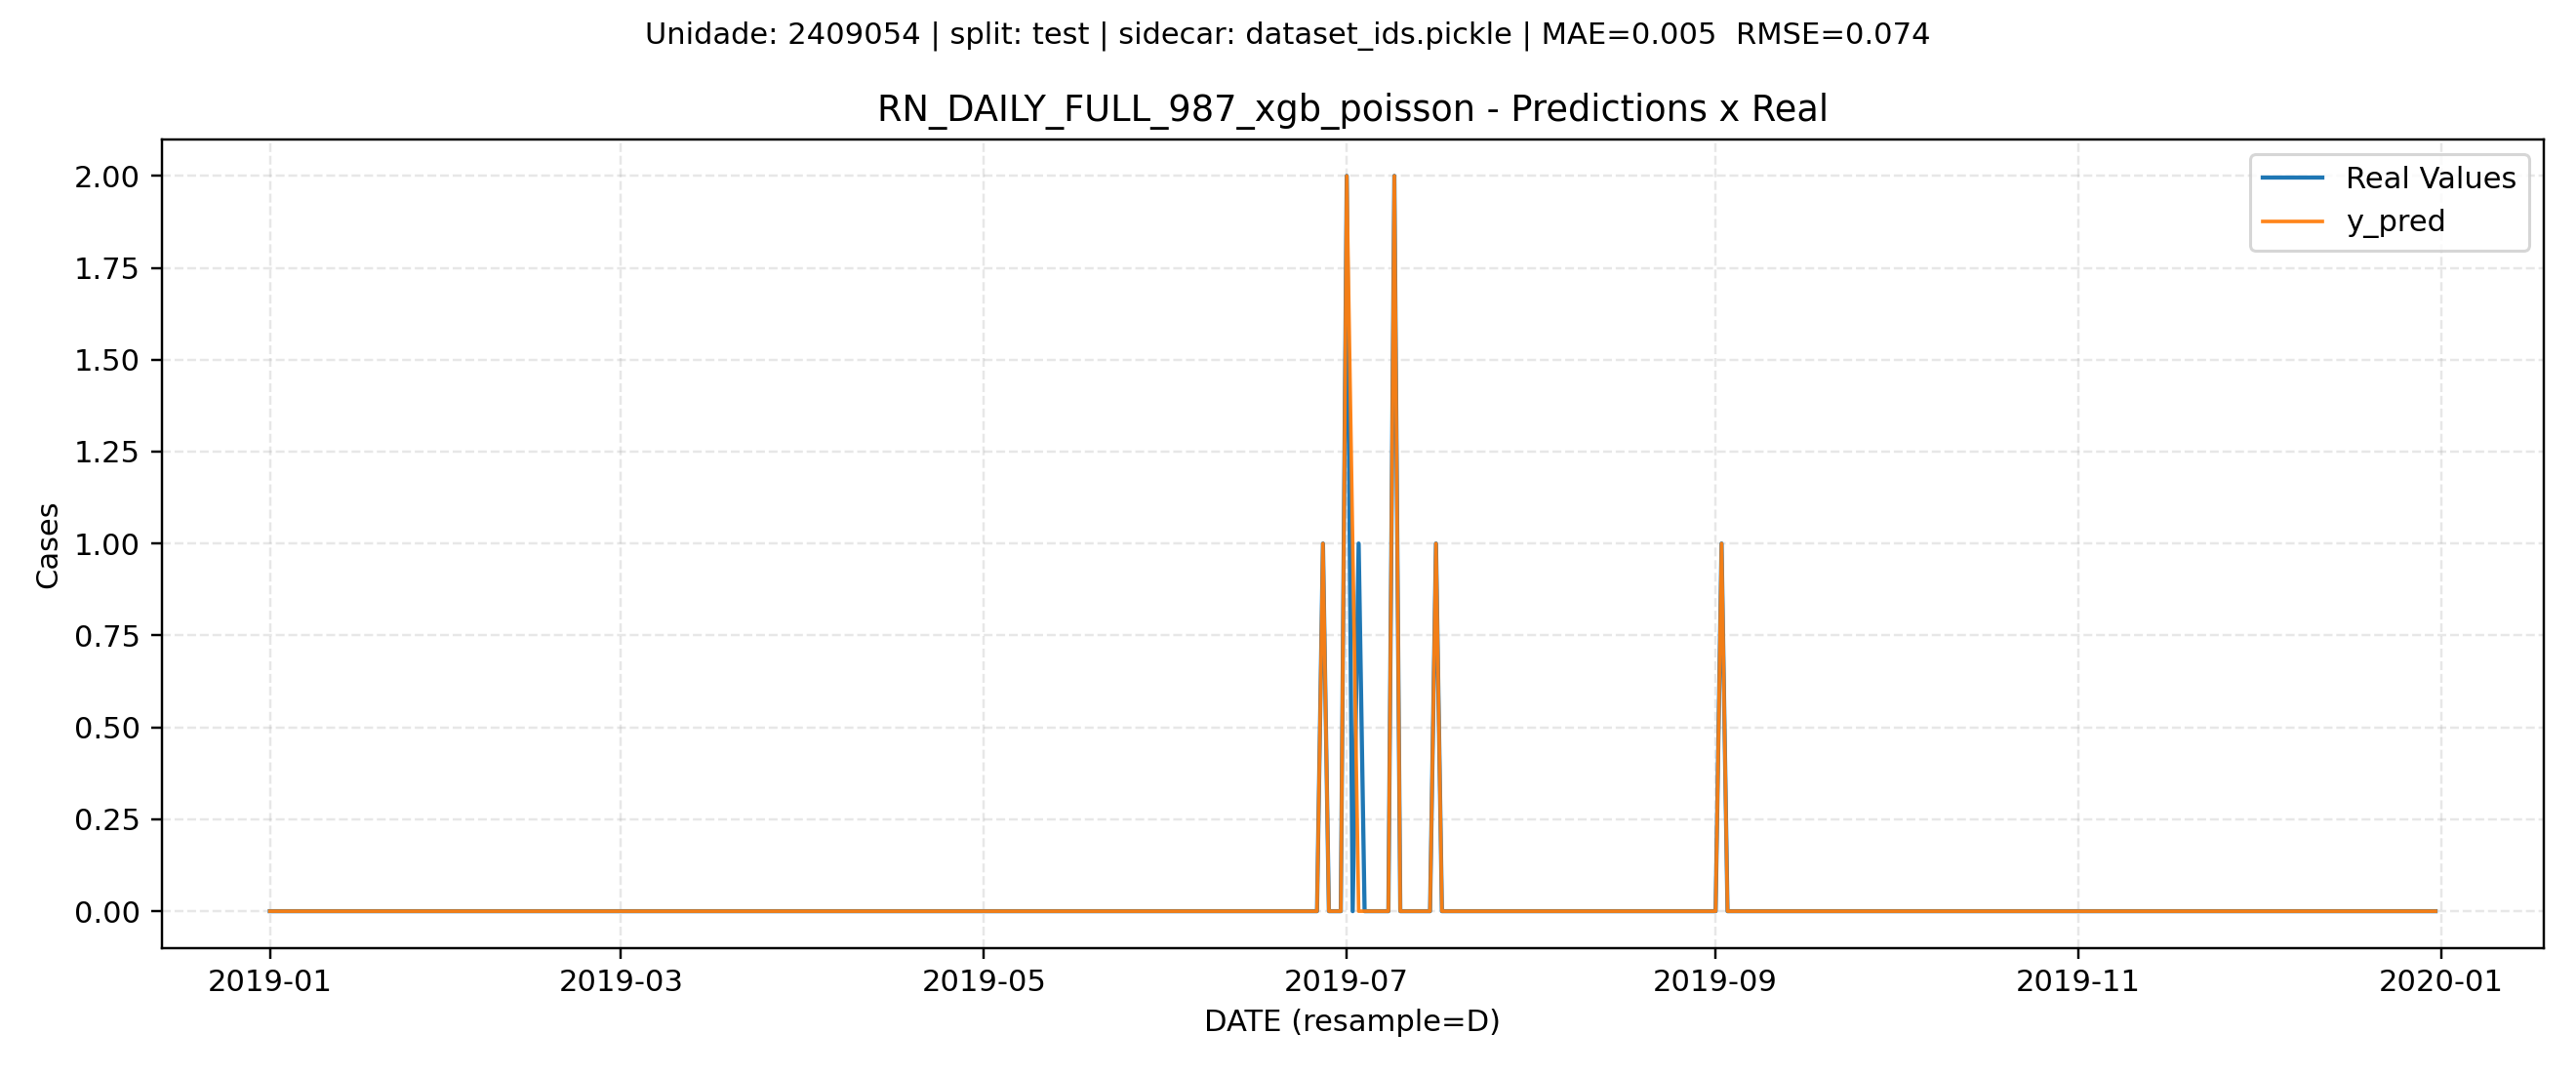 Unidade: 2409054 | split: test | sidecar: dataset_ids.pickle | MAE=0.005  RMSE=0.074
RN_DAILY_FULL_987_xgb_poisson - Predictions x Real
Real Values
y_pred
Cases
2.00
1.75
1.50
1.25
1.00
0.75
0.50
0.25
0.00
2019-01
2019-03
2019-05
2019-07
2019-09
2019-11
2020-01
DATE (resample=D)